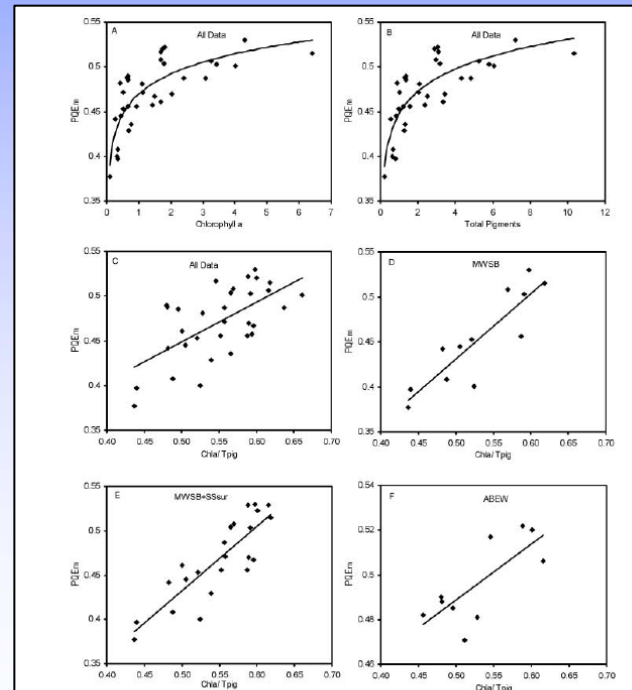 A All Data
PQEm
0.55
0.5
0.45
0.4
0.35
0 1 2 3 4 5 6 7
Chlorophyll a
B All Data
PQEm
0.55
0.5
0.45
0.4
0.35
0 2 4 6 8 10 12
Total Pigments
C All Data
PQEm
0.55
0.5
0.45
0.4
0.35
0.40 0.45 0.50 0.55 0.60 0.65 0.70
Chla/ Tpig
D MWSB
PQEm
0.55
0.5
0.45
0.4
0.35
0.40 0.45 0.50 0.55 0.60 0.65 0.70
Chla/ Tpig
E MWSB+SSsur
PQEm
0.55
0.5
0.45
0.4
0.35
0.40 0.45 0.50 0.55 0.60 0.65 0.70
Chla/ Tpig
F ABEW
PQEm
0.54
0.52
0.5
0.48
0.46
0.40 0.45 0.50 0.55 0.60 0.65 0.70
Chla/ Tpig